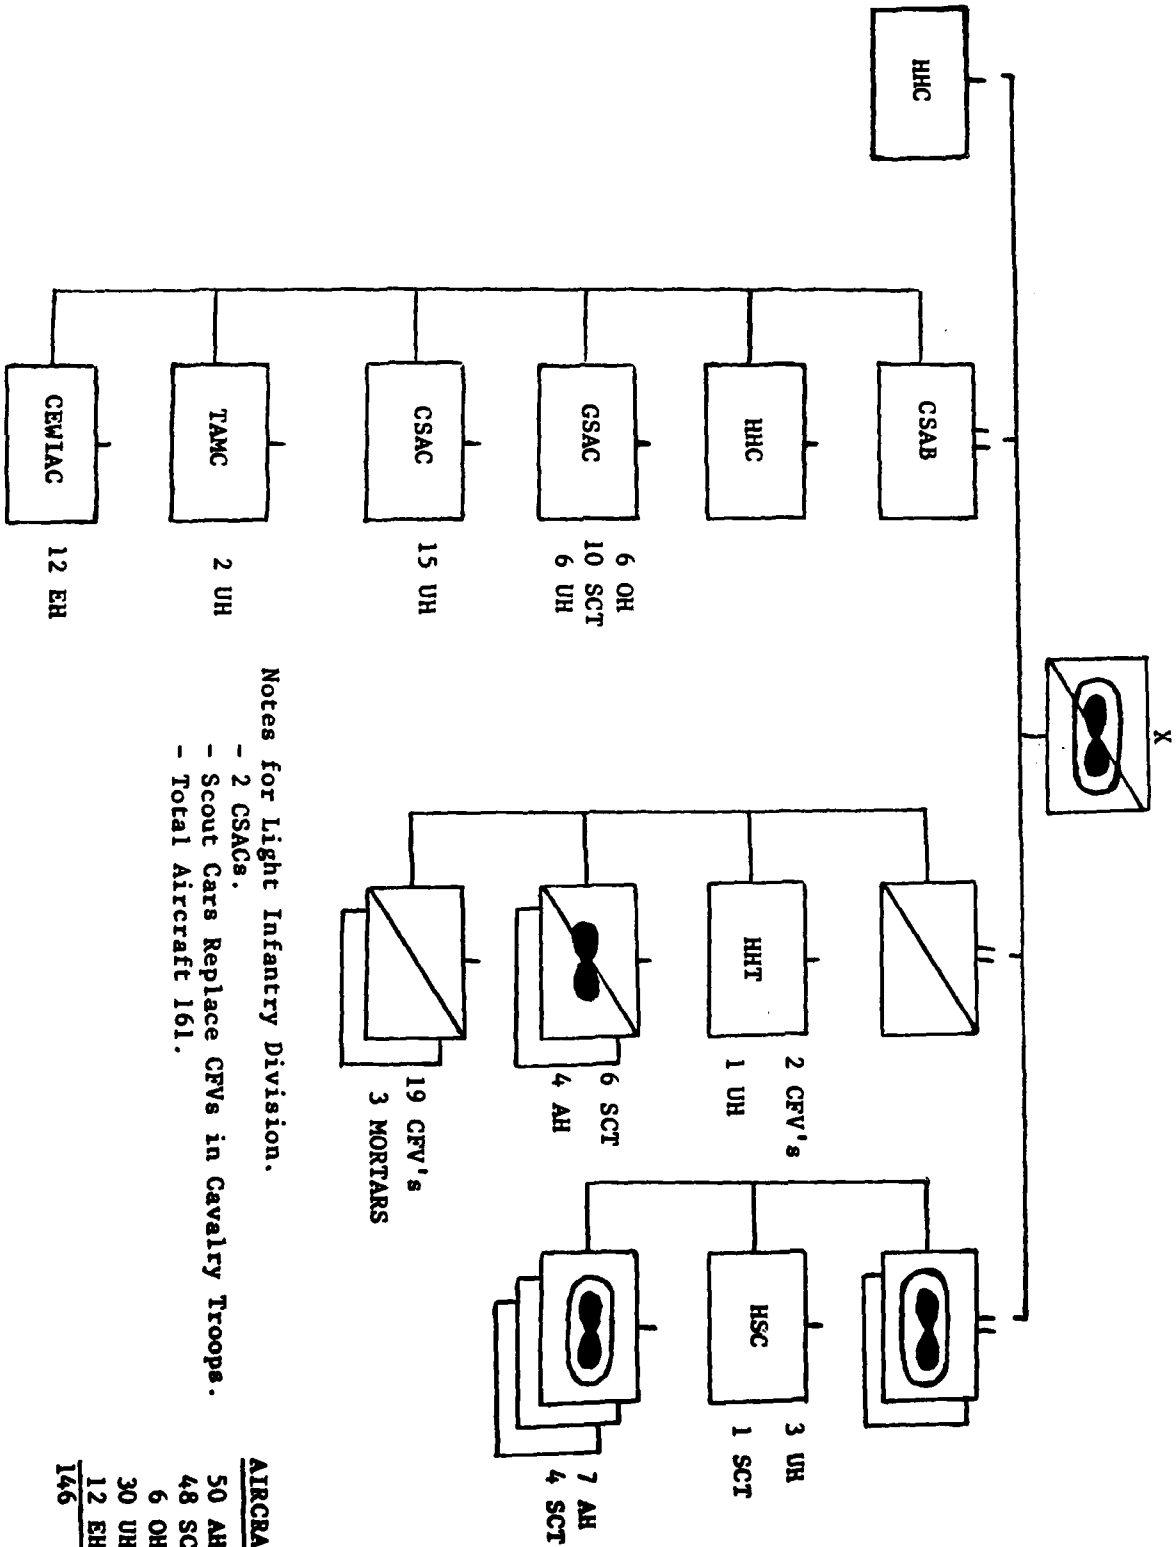 X
HHC
CSAB
HHC
GSAC
6 OH
10 SCT
6 UH
CSAC
15 UH
TAMC
2 UH
CEWIAC
12 EH
HHT
2 CFV's
1 UH
6 SCT
4 AH
19 CFV's
3 MORTARS
HSC
3 UH
1 SCT
7 AH
4 SCT
Notes for Light Infantry Division.
- 2 CSACs.
- Scout Cars Replace CFVs in Cavalry Troops.
- Total Aircraft 161.
AIRCRA
50 AH
48 SC
6 OH
30 UH
12 EH
146